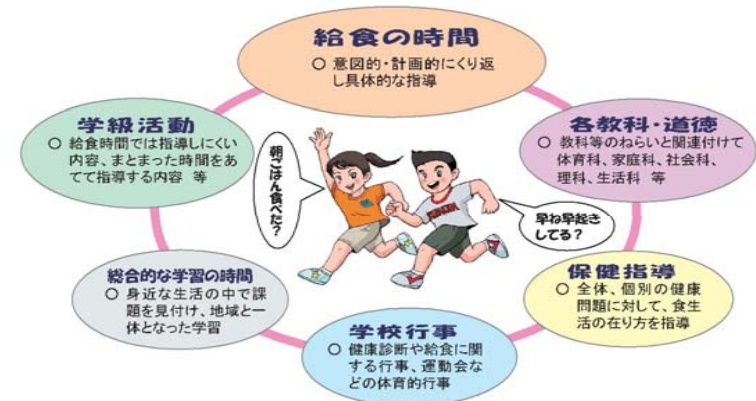 給食の時間
○ 意図的・計画的にくり返
し具体的な指導
学級活動
○ 給食時間では指導しにくい
内容、まとまった時間をあ
てて指導する内容 等
各教科・道徳
○ 教科等のねらいと関連付けて
体育科、家庭科、社会科、
理科、生活科 等
朝ごはん食べた?
早ね早起き
してる?
総合的な学習の時間
○ 身近な生活の中で課
題を見付け、地域と一
体となった学習
保健指導
○ 全体、個別の健康
問題に対して、食生
活の在り方を指導
学校行事
○ 健康診断や給食に関
する行事、運動会な
どの体育的行事